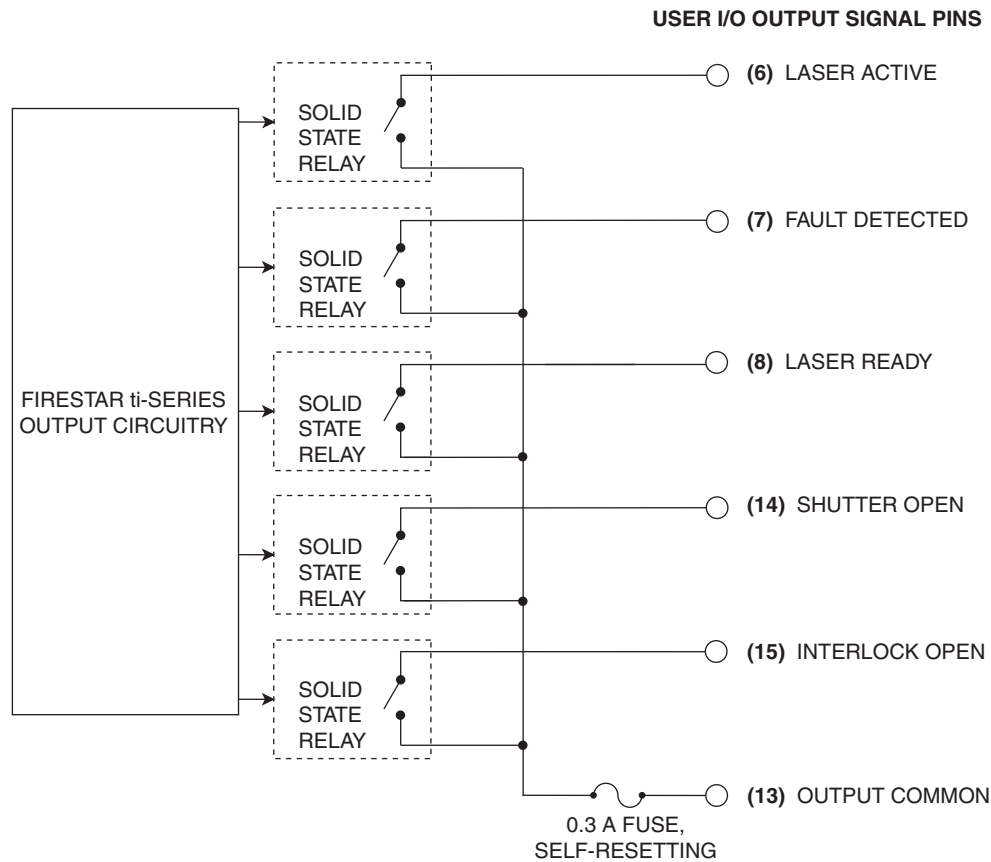 USER I/O OUTPUT SIGNAL PINS
(6) LASER ACTIVE
SOLID
STATE
RELAY
(7) FAULT DETECTED
SOLID
STATE
RELAY
(8) LASER READY
FIRESTAR ti-SERIES
OUTPUT CIRCUITRY
SOLID
STATE
RELAY
(14) SHUTTER OPEN
SOLID
STATE
RELAY
(15) INTERLOCK OPEN
SOLID
STATE
RELAY
(13) OUTPUT COMMON
0.3 A FUSE,
SELF-RESETTING